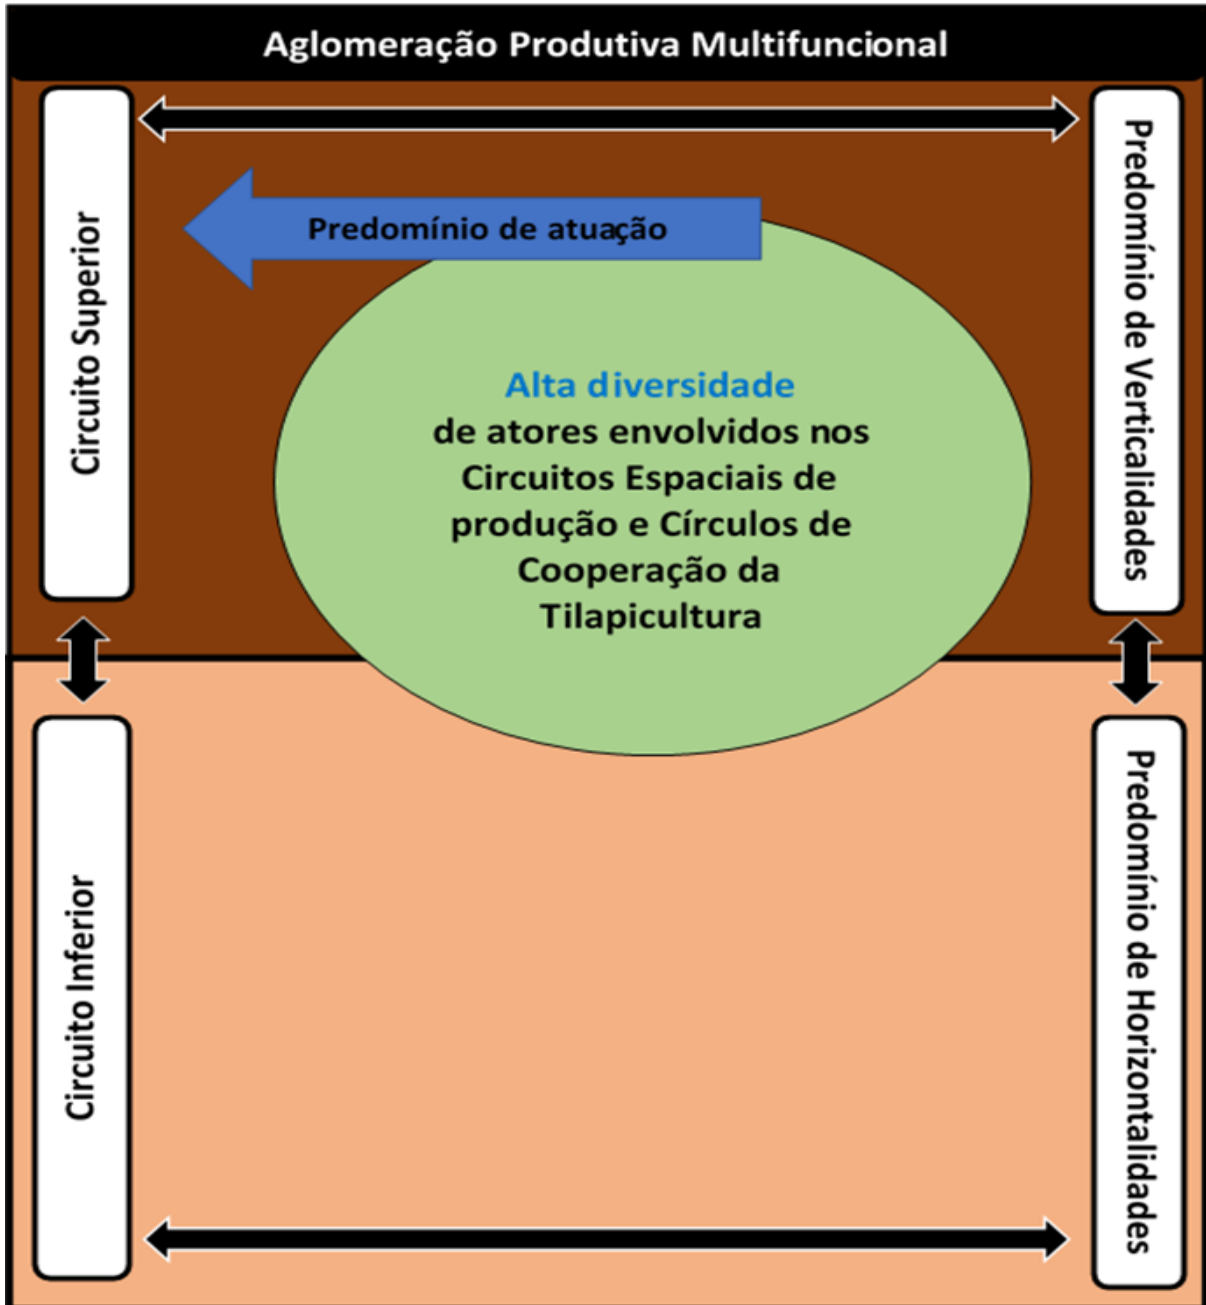 Aglomeração Produtiva Multifuncional
Circuito Superior
Predomínio de atuação
Predomínio de Verticalidades
Alta diversidade
de atores envolvidos nos
Circuitos Espaciais de
produção e Círculos de
Cooperação da
Tilapicultura
Circuito Inferior
Predomínio de Horizontalidades